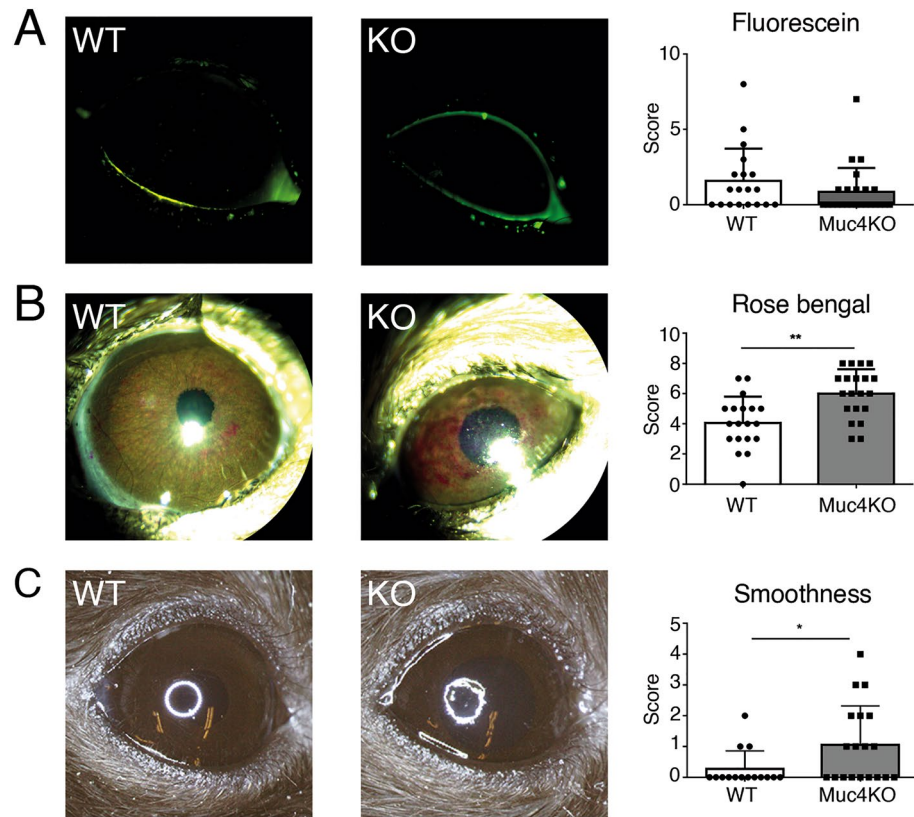 A
WT
KO
Fluorescein
10
5
0
Score
WT
Muc4KO
B
WT
KO
Rose bengal
**
10
8
6
4
2
0
Score
WT
Muc4KO
C
WT
KO
Smoothness
*
5
4
3
2
1
0
Score
WT
Muc4KO